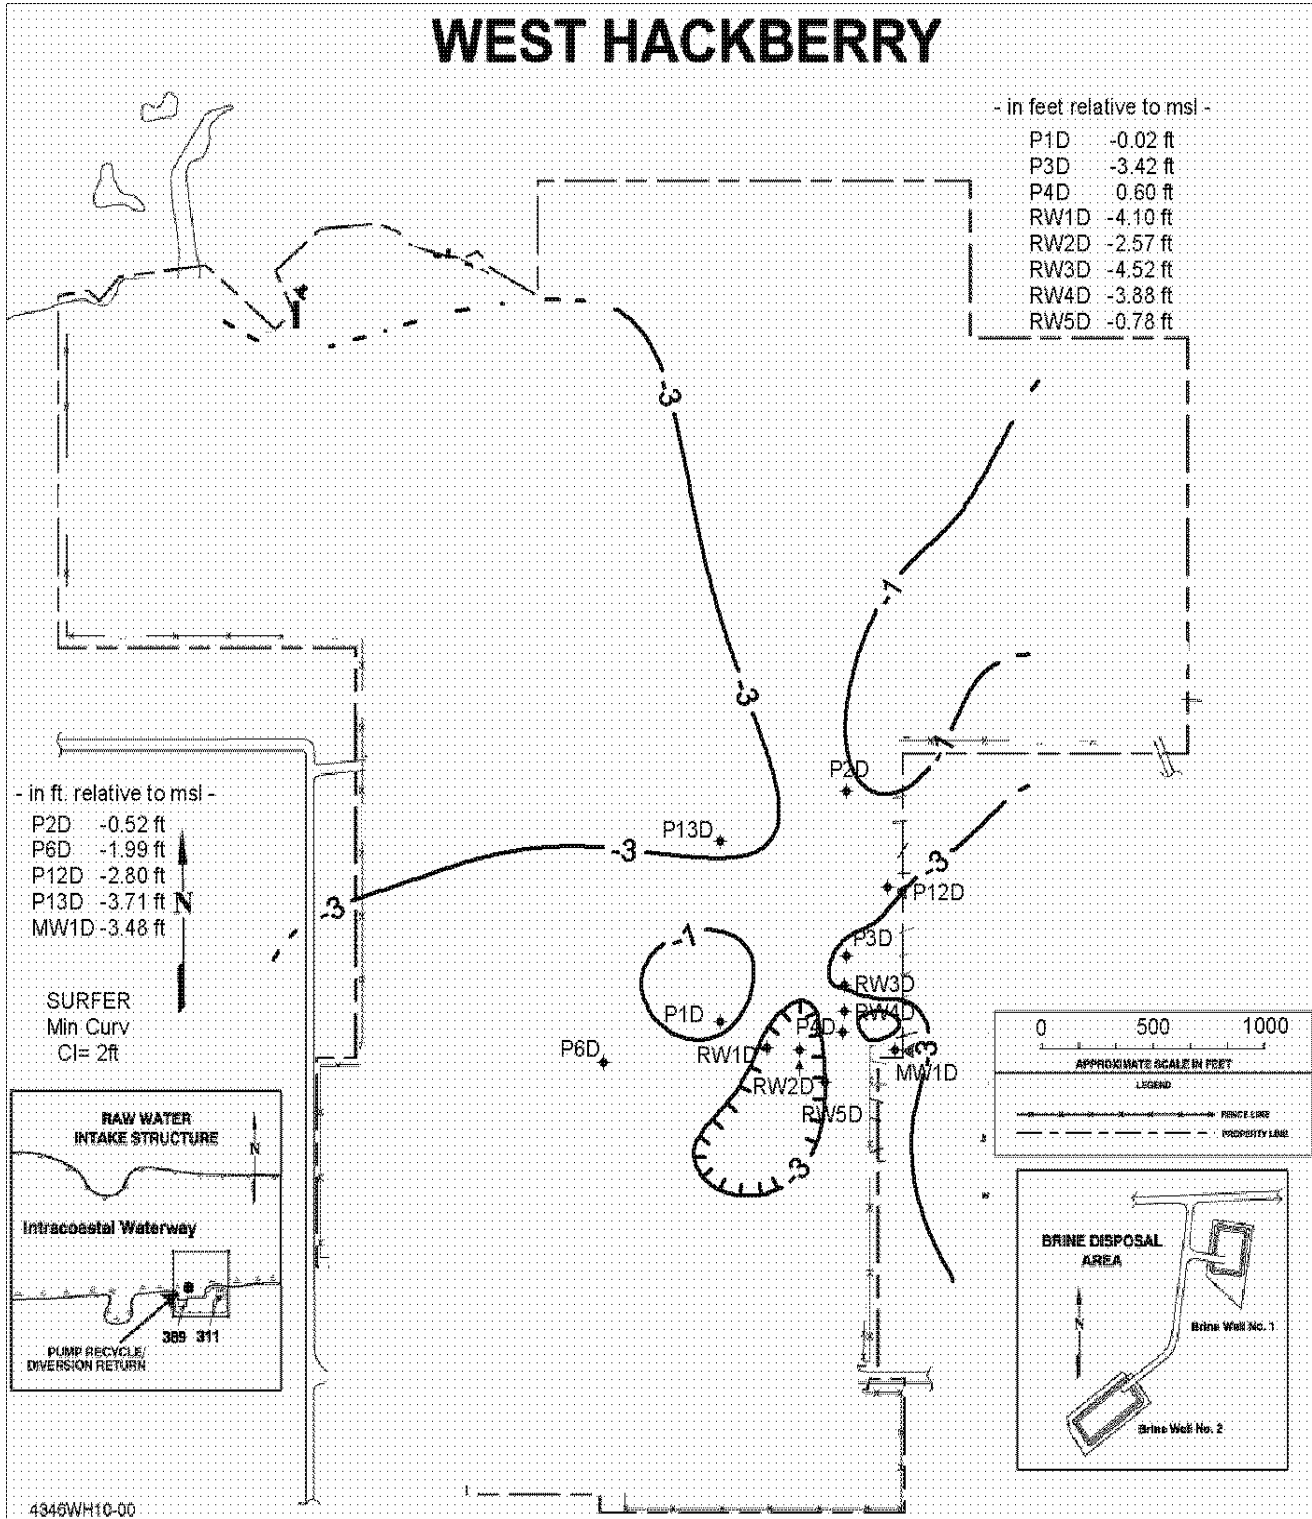 WEST HACKBERRY
- in feet relative to msl -
P1D -0.02 ft
P3D -3.42 ft
P4D 0.60 ft
RW1D -4.10 ft
RW2D -2.57 ft
RW3D -4.52 ft
RW4D -3.88 ft
RW5D -0.78 ft
-3
-1
-3
-1
P2D
- in ft. relative to msl -
P2D -0.52 ft
P6D -1.99 ft
P12D -2.80 ft
P13D -3.71 ft
MW1D -3.48 ft
N
P13D
-3
-3
-3
P12D
-1
P3D
RW3D
SURFER
Min Curv
CI= 2ft
P1D
P4D
RW4D
P6D
RW1D
RW2D
MW1D
-3
RW5D
-3
0 500 1000
APPROXIMATE SCALE IN FEET
LEGEND
FENCE LINE
PROPERTY LINE
RAW WATER
INTAKE STRUCTURE
N
Intracoastal Waterway
389 311
PUMP RECYCLE/
DIVERSION RETURN
BRINE DISPOSAL
AREA
N
Brine Well No. 1
Brine Well No. 2
4346WH10-00